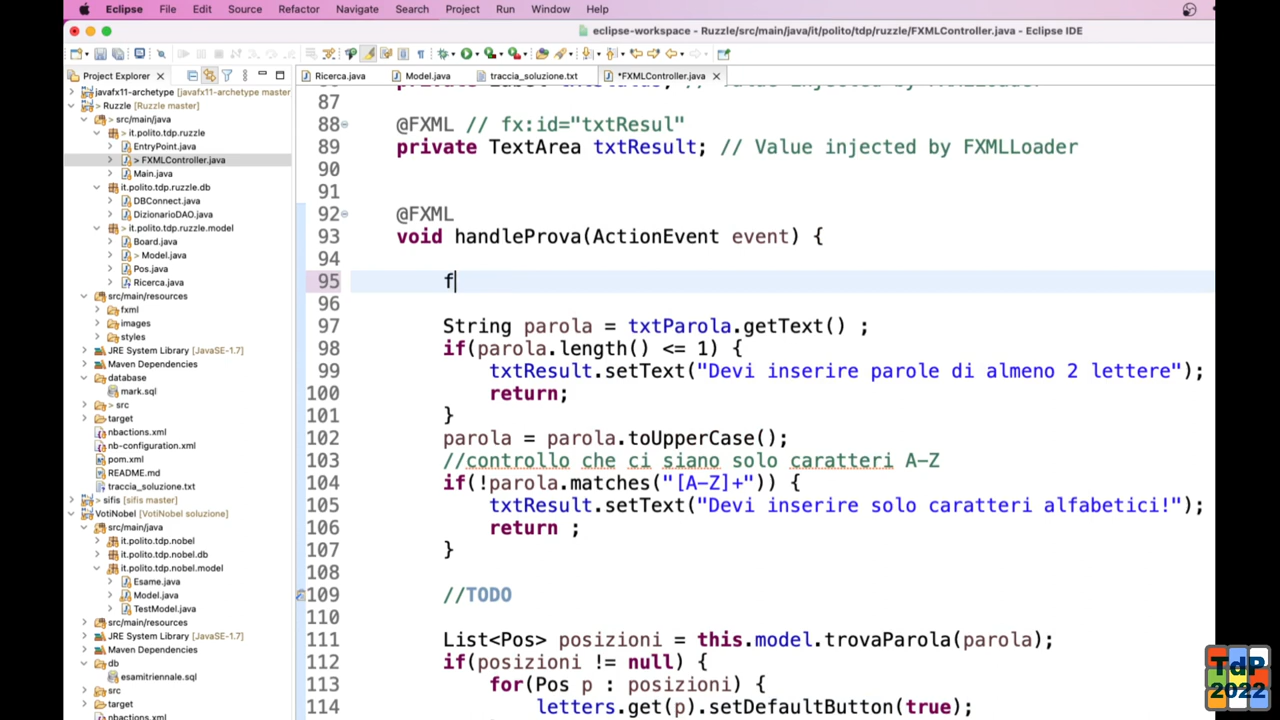 Eclipse File Edit Source Refactor Navigate Search Project Run Window Help
eclipse-workspace - Ruzzle/src/main/java/it/polito/tdp/ruzzle/FXMLController.java - Eclipse IDE
Project Explorer
Ricerca.java Model.java traccia_soluzione.txt *FXMLController.java
javafx11-archetype [javafx11-archetype master
Ruzzle [Ruzzle master]
src/main/java
> it.polito.tdp.ruzzle
EntryPoint.java
> FXMLController.java
Main.java
it.polito.tdp.ruzzle.db
DBConnect.java
DizionarioDAO.java
> it.polito.tdp.ruzzle.model
Board.java
> Model.java
Pos.java
Ricerca.java
src/main/resources
fxml
images
styles
JRE System Library [JavaSE-1.7]
Maven Dependencies
database
mark.sql
> src
target
nbactions.xml
nb-configuration.xml
pom.xml
README.md
traccia_soluzione.txt
> sifis [sifis master]
VotiNobel [VotiNobel soluzione]
src/main/java
it.polito.tdp.nobel
it.polito.tdp.nobel.db
it.polito.tdp.nobel.model
Esame.java
Model.java
TestModel.java
src/main/resources
JRE System Library [JavaSE-1.7]
Maven Dependencies
db
esamitriennale.sql
src
target
nbactions.xml
87
88 @FXML // fx:id="txtResul"
89 private TextArea txtResult; // Value injected by FXMLLoader
90
91
92 @FXML
93 void handleProva(ActionEvent event) {
94
95 f
96
97 String parola = txtParola.getText() ;
98 if(parola.length() <= 1) {
99 txtResult.setText("Devi inserire parole di almeno 2 lettere");
100 return;
101 }
102 parola = parola.toUpperCase();
103 //controllo che ci siano solo caratteri A-Z
104 if(!parola.matches("[A-Z]+")) {
105 txtResult.setText("Devi inserire solo caratteri alfabetici!");
106 return ;
107 }
108
109 //TODO
110
111 List<Pos> posizioni = this.model.trovaParola(parola);
112 if(posizioni != null) {
113 for(Pos p : posizioni) {
114 letters.get(p).setDefaultButton(true);
TdP
2022